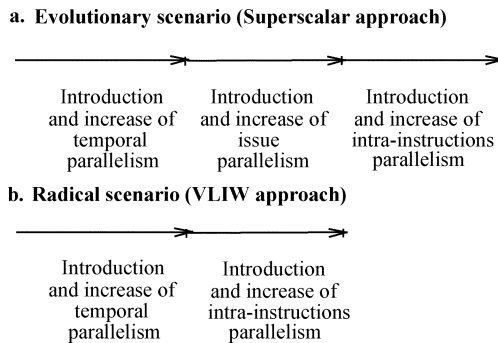 a. Evolutionary scenario (Superscalar approach)
Introduction and increase of temporal parallelism
Introduction and increase of issue parallelism
Introduction and increase of intra-instructions parallelism
b. Radical scenario (VLIW approach)
Introduction and increase of temporal parallelism
Introduction and increase of intra-instructions parallelism